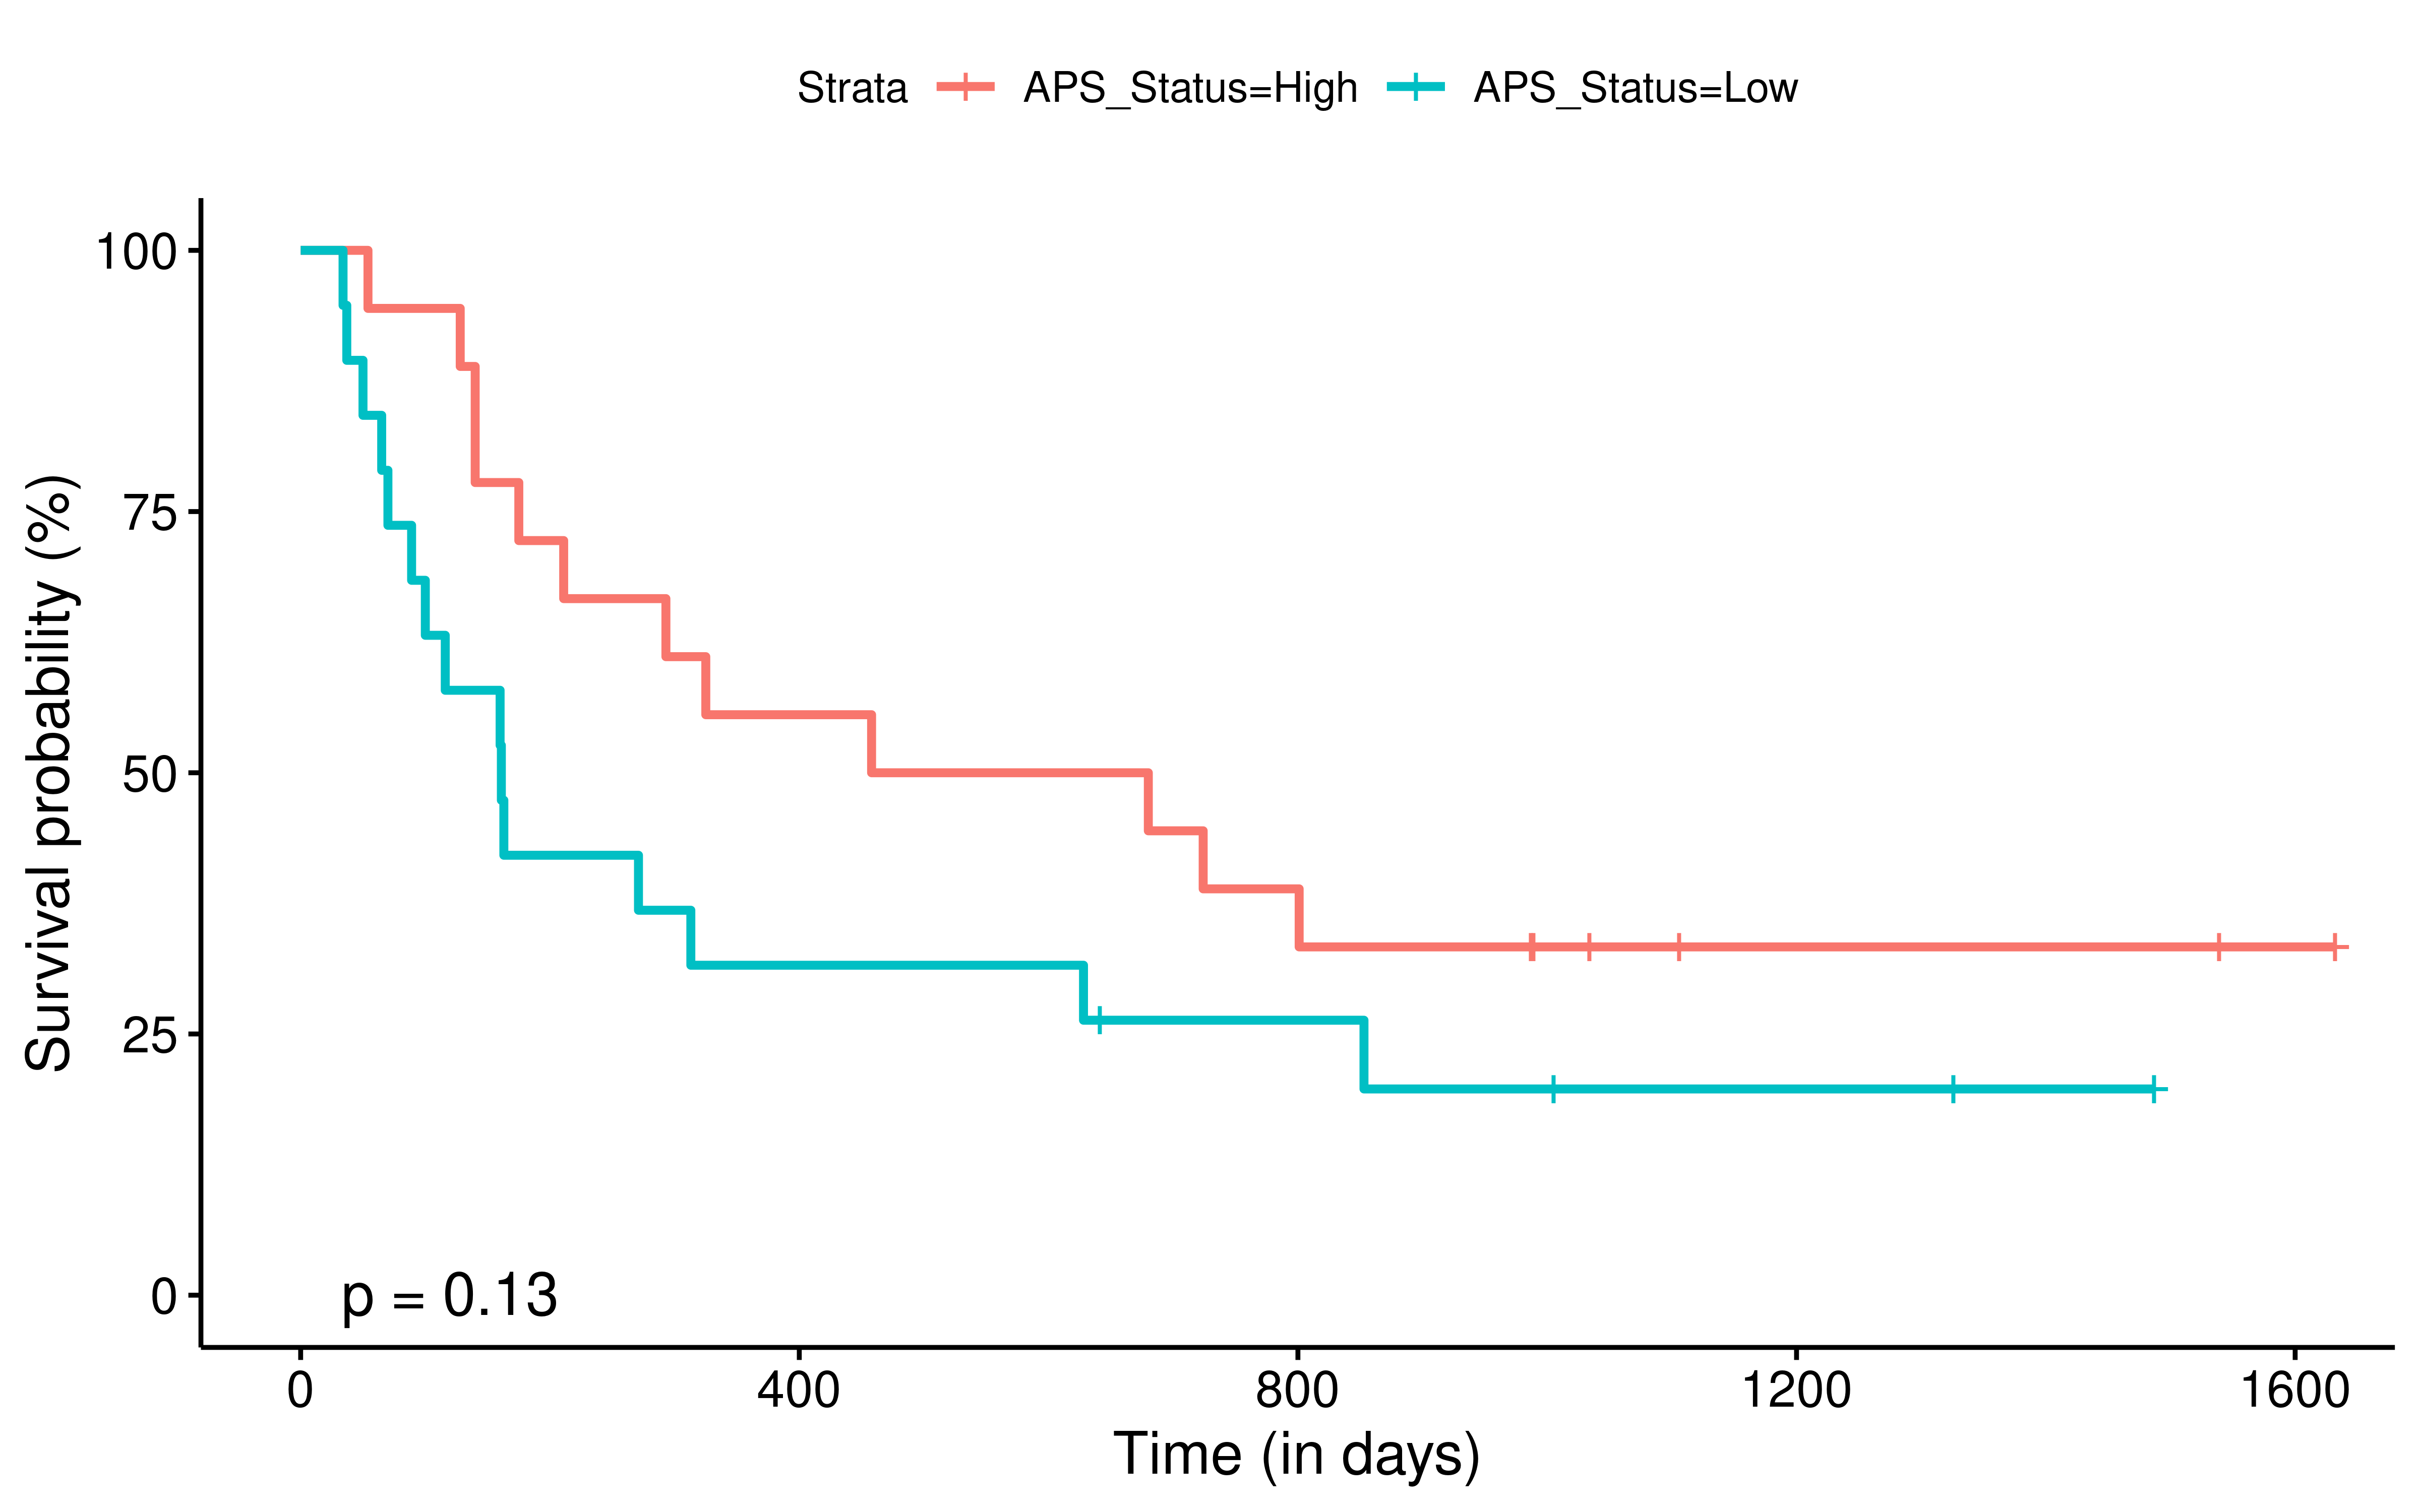 Strata APS_Status=High APS_Status=Low
Survival probability (%)
100
75
50
25
0
p = 0.13
0 400 800 1200 1600
Time (in days)